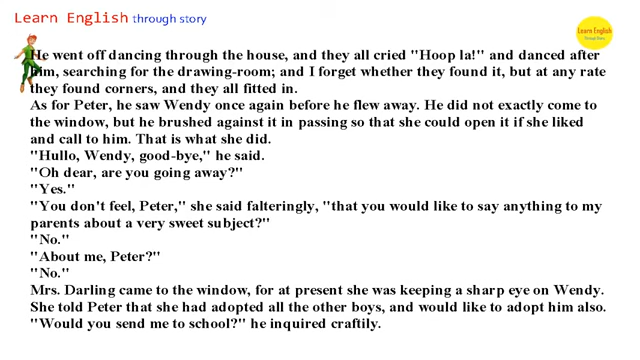 Learn English through story
Learn English
Through Story
He went off dancing through the house, and they all cried "Hoop la!" and danced after
him, searching for the drawing-room; and I forget whether they found it, but at any rate
they found corners, and they all fitted in.
As for Peter, he saw Wendy once again before he flew away. He did not exactly come to
the window, but he brushed against it in passing so that she could open it if she liked
and call to him. That is what she did.
"Hullo, Wendy, good-bye," he said.
"Oh dear, are you going away?"
"Yes."
"You don't feel, Peter," she said falteringly, "that you would like to say anything to my
parents about a very sweet subject?"
"No."
"About me, Peter?"
"No."
Mrs. Darling came to the window, for at present she was keeping a sharp eye on Wendy.
She told Peter that she had adopted all the other boys, and would like to adopt him also.
"Would you send me to school?" he inquired craftily.